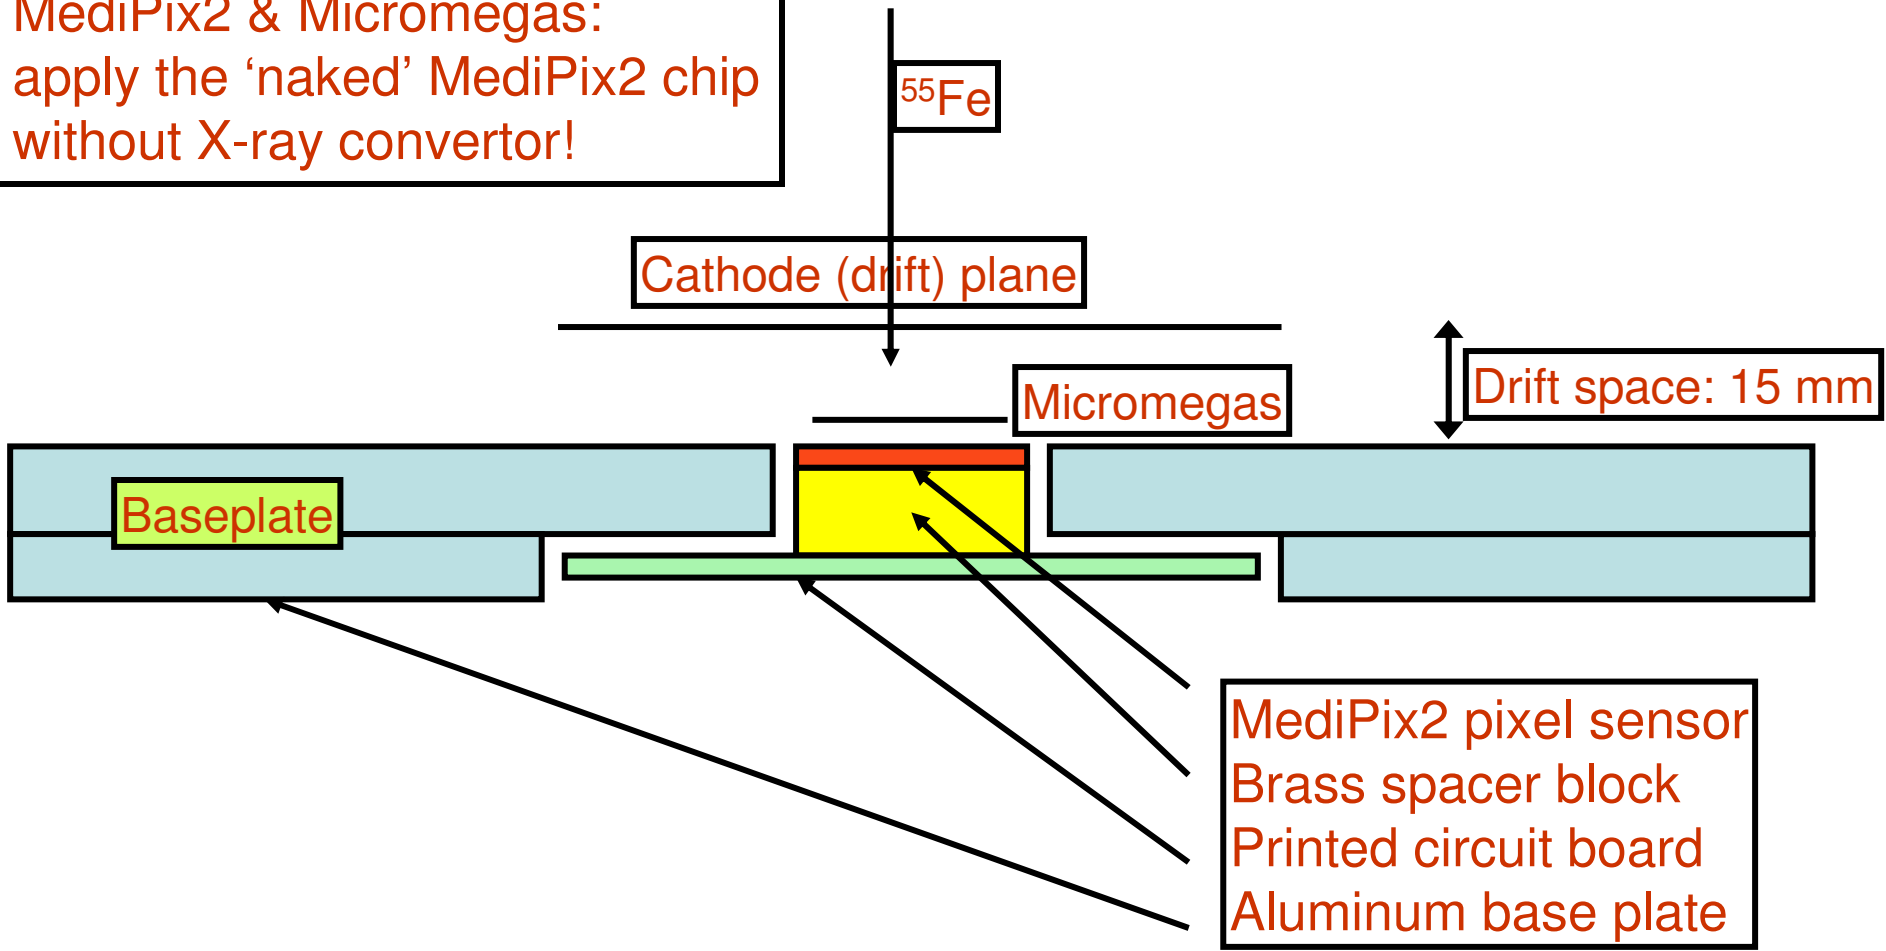 MediPix2 & Micromegas:
apply the ‘naked’ MediPix2 chip
without X-ray convertor!
⁵⁵Fe
Cathode (drift) plane
Micromegas
Drift space: 15 mm
Baseplate
MediPix2 pixel sensor
Brass spacer block
Printed circuit board
Aluminum base plate